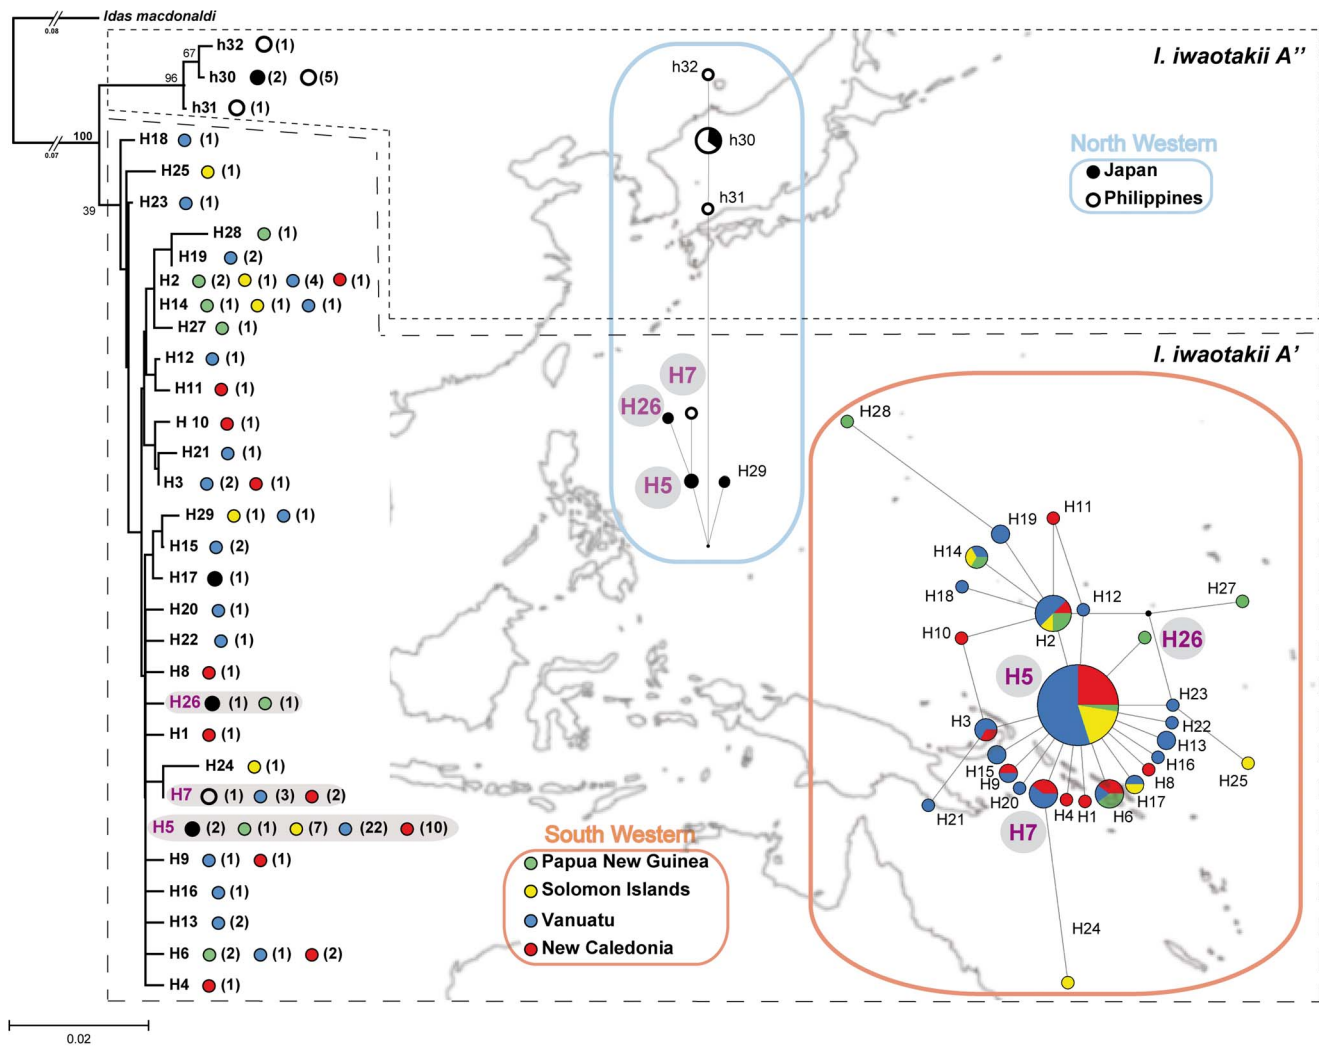 Idas macdonaldi
0.08
h32 (1)
67
h30 (2) (5)
96
h31 (1)
100
0.07
H18 (1)
H25 (1)
H23 (1)
39
H28 (1)
H19 (2)
H2 (2) (1) (4) (1)
H14 (1) (1) (1)
H27 (1)
H12 (1)
H11 (1)
H 10 (1)
H21 (1)
H3 (2) (1)
H29 (1) (1)
H15 (2)
H17 (1)
H20 (1)
H22 (1)
H8 (1)
H26 (1) (1)
H1 (1)
H24 (1)
H7 (1) (3) (2)
H5 (2) (1) (7) (22) (10)
H9 (1) (1)
H16 (1)
H13 (2)
H6 (2) (1) (2)
H4 (1)
0.02
I. iwaotakii A''
h32
h30
h31
North Western
Japan
Philippines
I. iwaotakii A'
H7
H26
H5
H29
H28
H11
H19
H14
H18
H12
H27
H10
H2
H26
H5
H23
H3
H22
H13
H16
H15
H8
H25
H9
H20
H17
H21
H4
H1
H6
H7
H24
South Western
Papua New Guinea
Solomon Islands
Vanuatu
New Caledonia